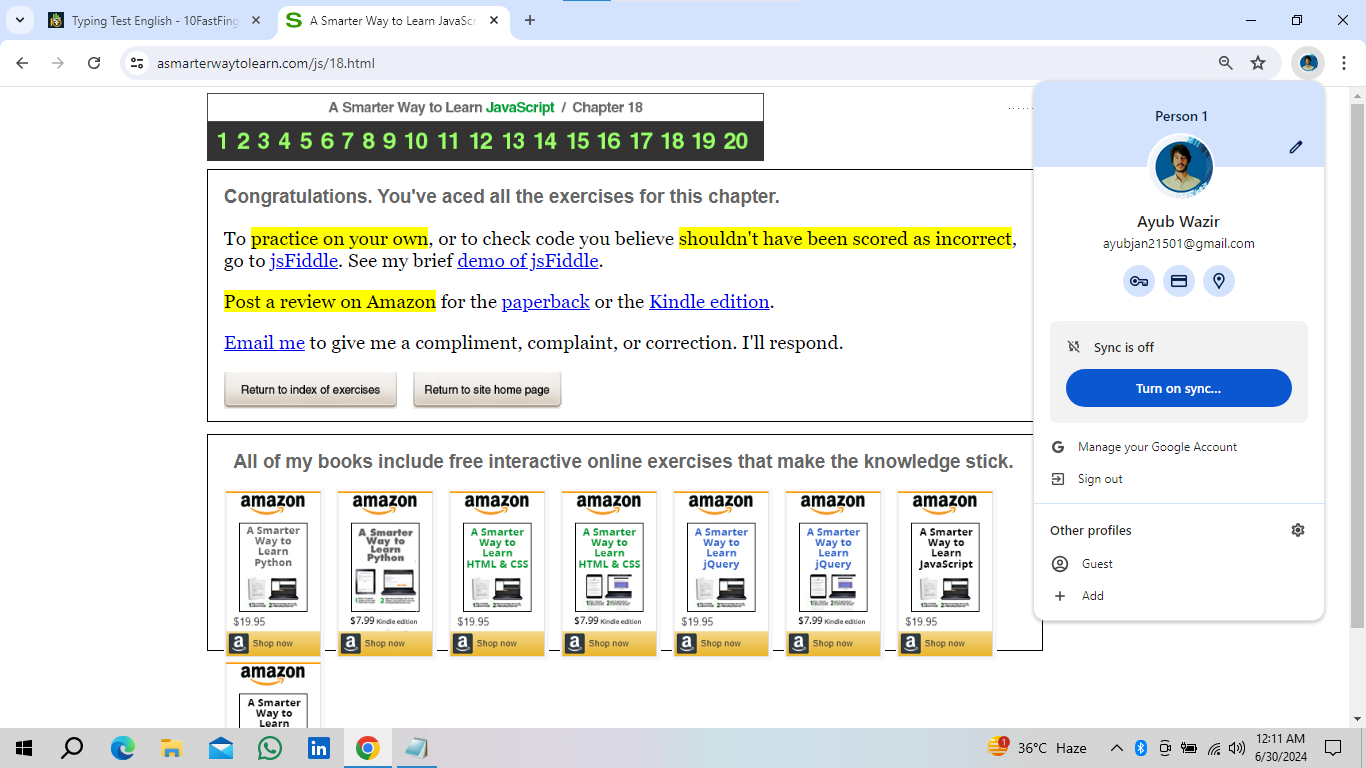 Typing Test English - 10FastFing
A Smarter Way to Learn JavaScr
asmarterwaytolearn.com/js/18.html
A Smarter Way to Learn JavaScript / Chapter 18
1 2 3 4 5 6 7 8 9 10 11 12 13 14 15 16 17 18 19 20
Congratulations. You've aced all the exercises for this chapter.
To practice on your own, or to check code you believe shouldn't have been scored as incorrect,
go to jsFiddle. See my brief demo of jsFiddle.
Post a review on Amazon for the paperback or the Kindle edition.
Email me to give me a compliment, complaint, or correction. I'll respond.
Return to index of exercises Return to site home page
All of my books include free interactive online exercises that make the knowledge stick.
amazon amazon amazon amazon amazon amazon amazon
A Smarter A Smarter A Smarter A Smarter A Smarter A Smarter A Smarter
Way to Way to Way to Way to Way to Way to Way to
Learn Learn Learn Learn Learn Learn Learn
Python Python HTML & CSS HTML & CSS jQuery jQuery JavaScript
$19.95 $7.99 Kindle edition $19.95 $7.99 Kindle edition $19.95 $7.99 Kindle edition $19.95
a Shop now a Shop now a Shop now a Shop now a Shop now a Shop now a Shop now
amazon
A Smarter
Way to
Learn
Person 1
Ayub Wazir
ayubjan21501@gmail.com
Sync is off
Turn on sync...
Manage your Google Account
Sign out
Other profiles
Guest
Add
1 36°C Haze
12:11 AM
6/30/2024